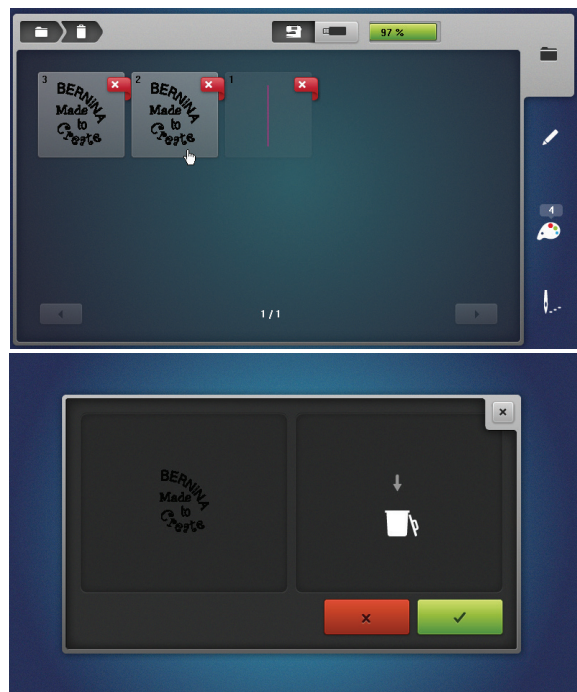 97 %
3
BERNINA
Made
to
Create
2
BERNINA
Made
to
Create
1
4
1 / 1
BERNINA
Made
to
Create